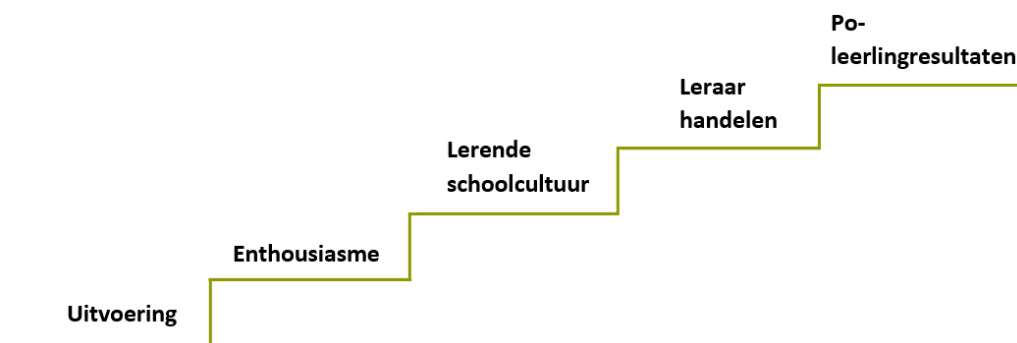 Po-
leerlingresultaten
Leraar
handelen
Lerende
schoolcultuur
Enthousiasme
Uitvoering